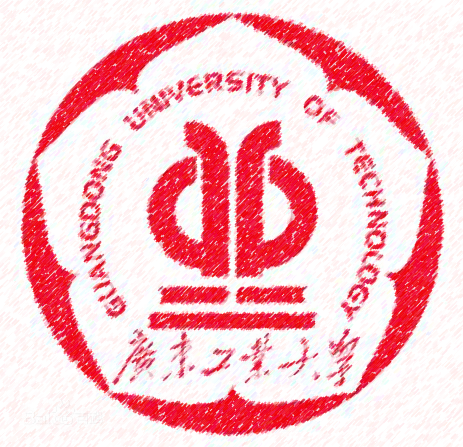 GUANGDONG UNIVERSITY OF TECHNOLOGY
廣東工業大學